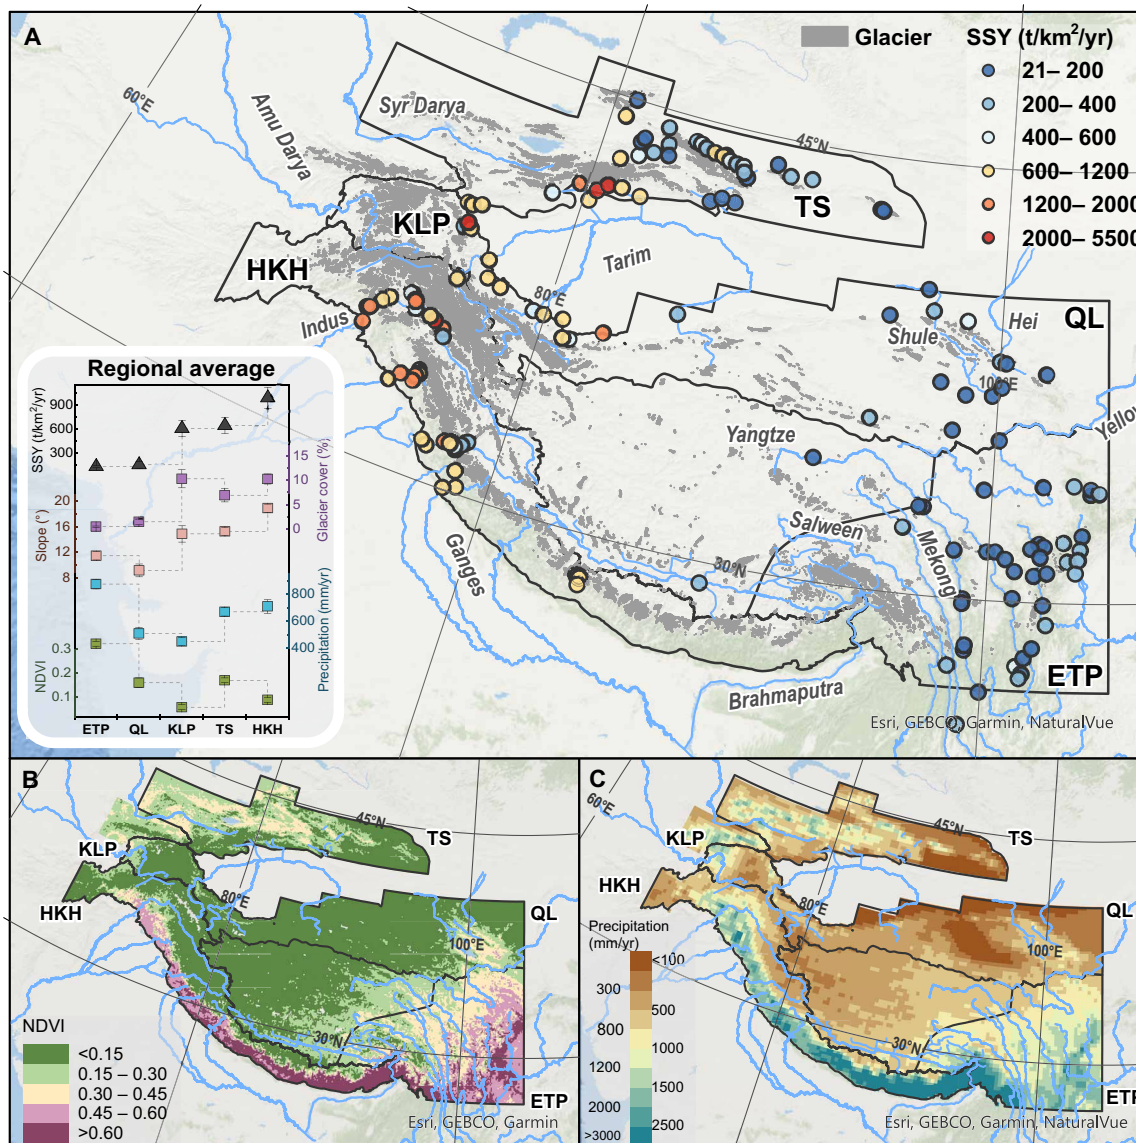 A
Glacier
SSY (t/km²/yr)
21– 200
200– 400
400– 600
600– 1200
1200– 2000
2000– 5500
60°E
Amu Darya
Syr Darya
45°N
TS
KLP
HKH
Tarim
80°E
Indus
QL
Hei
Shule
100°E
Yellow
Yangtze
Salween
Mekong
Ganges
30°N
Brahmaputra
ETP
Esri, GEBCO, Garmin, NaturalVue
Regional average
SSY (t/km²/yr)
900
600
300
Glacier cover (%)
15
10
5
0
Slope (°)
20
16
12
8
Precipitation (mm/yr)
800
600
400
NDVI
0.3
0.2
0.1
ETP QL KLP TS HKH
B
45°N
TS
KLP
HKH
80°E
QL
100°E
30°N
ETP
NDVI
<0.15
0.15 – 0.30
0.30 – 0.45
0.45 – 0.60
>0.60
Esri, GEBCO, Garmin
C
60°E
45°N
TS
KLP
HKH
80°E
QL
100°E
30°N
ETP
Precipitation
(mm/yr)
<100
300
500
800
1000
1200
1500
2000
2500
>3000
Esri, GEBCO, Garmin, NaturalVue